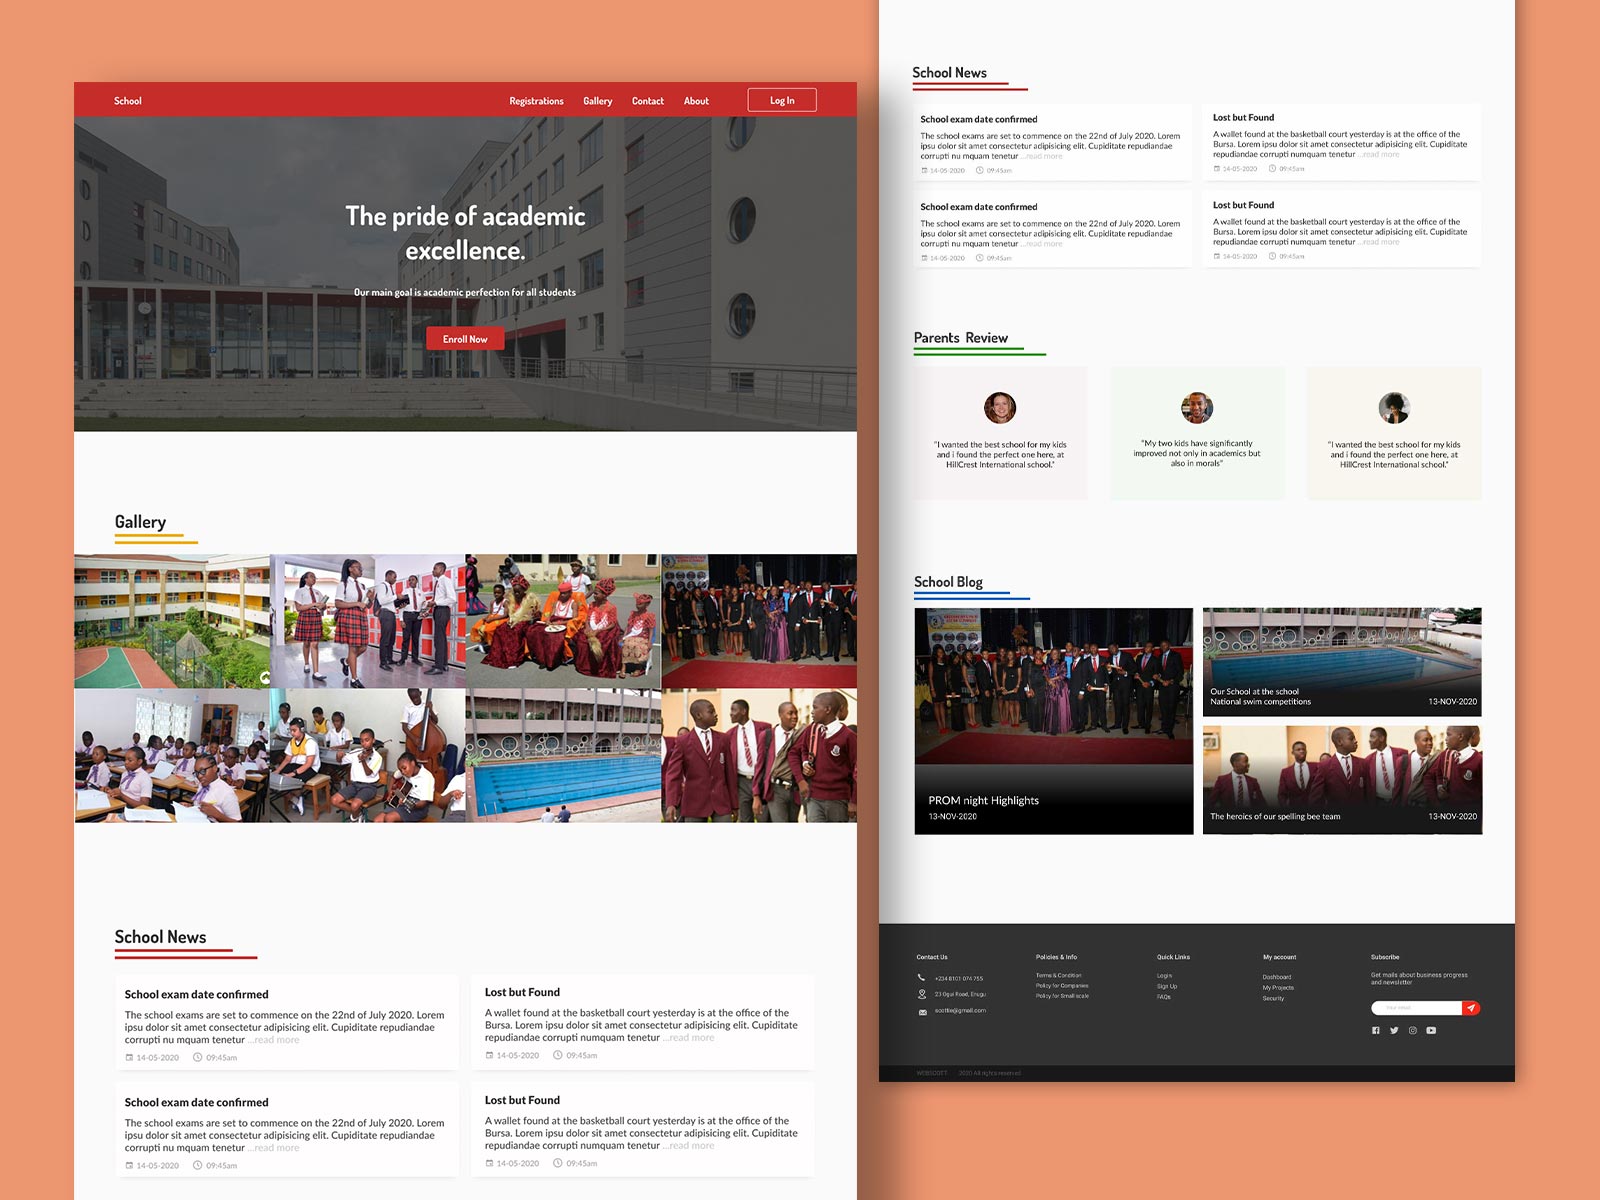 School
Registrations
Gallery
Contact
About
Log In
The pride of academic
excellence.
Our main goal is academic perfection for all students
Enroll Now
Gallery
School News
School exam date confirmed
The school exams are set to commence on the 22nd of July 2020. Lorem
ipsu dolor sit amet consectetur adipisicing elit. Cupiditate repudiandae
corrupti nu mquam tenetur ...read more
14-05-2020
09:45am
Lost but Found
A wallet found at the basketball court yesterday is at the office of the
Bursa. Lorem ipsu dolor sit amet consectetur adipisicing elit. Cupiditate
repudiandae corrupti numquam tenetur ...read more
14-05-2020
09:45am
School exam date confirmed
The school exams are set to commence on the 22nd of July 2020. Lorem
ipsu dolor sit amet consectetur adipisicing elit. Cupiditate repudiandae
corrupti nu mquam tenetur ...read more
14-05-2020
09:45am
Lost but Found
A wallet found at the basketball court yesterday is at the office of the
Bursa. Lorem ipsu dolor sit amet consectetur adipisicing elit. Cupiditate
repudiandae corrupti numquam tenetur ...read more
14-05-2020
09:45am
School News
School exam date confirmed
The school exams are set to commence on the 22nd of July 2020. Lorem
ipsu dolor sit amet consectetur adipisicing elit. Cupiditate repudiandae
corrupti nu mquam tenetur ...read more
14-05-2020
09:45am
Lost but Found
A wallet found at the basketball court yesterday is at the office of the
Bursa. Lorem ipsu dolor sit amet consectetur adipisicing elit. Cupiditate
repudiandae corrupti numquam tenetur ...read more
14-05-2020
09:45am
School exam date confirmed
The school exams are set to commence on the 22nd of July 2020. Lorem
ipsu dolor sit amet consectetur adipisicing elit. Cupiditate repudiandae
corrupti nu mquam tenetur ...read more
14-05-2020
09:45am
Lost but Found
A wallet found at the basketball court yesterday is at the office of the
Bursa. Lorem ipsu dolor sit amet consectetur adipisicing elit. Cupiditate
repudiandae corrupti numquam tenetur ...read more
14-05-2020
09:45am
Parents Review
"I wanted the best school for my kids
and i found the perfect one here, at
HillCrest International school."
"My two kids have significantly
improved not only in academics but
also in morals"
"I wanted the best school for my kids
and i found the perfect one here, at
HillCrest International school."
School Blog
PROM night Highlights
13-NOV-2020
Our School at the school
National swim competitions
13-NOV-2020
The heroics of our spelling bee team
13-NOV-2020
Contact Us
+234 8101 074 755
23 Ogui Road, Enugu
scottie@gmail.com
Policies & Info
Terms & Condition
Policy for Companies
Policy for Small scale
Quick Links
Login
Sign Up
FAQs
My account
Dashboard
My Projects
Security
Subscribe
Get mails about business progress
and newsletter
Your email
WEBSCOTT
2020 All rights reserved